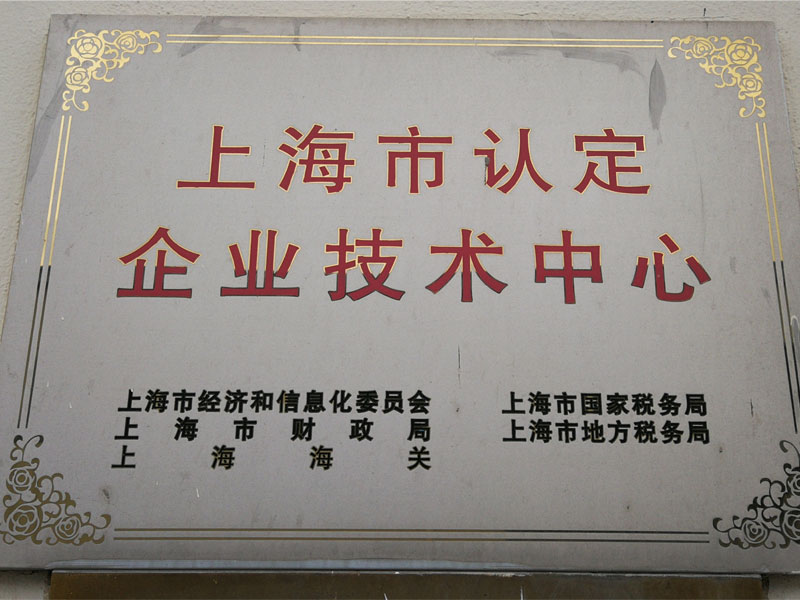 上海市认定
企业技术中心
上海市经济和信息化委员会
上海市财政局
上海海关
上海市国家税务局
上海市地方税务局